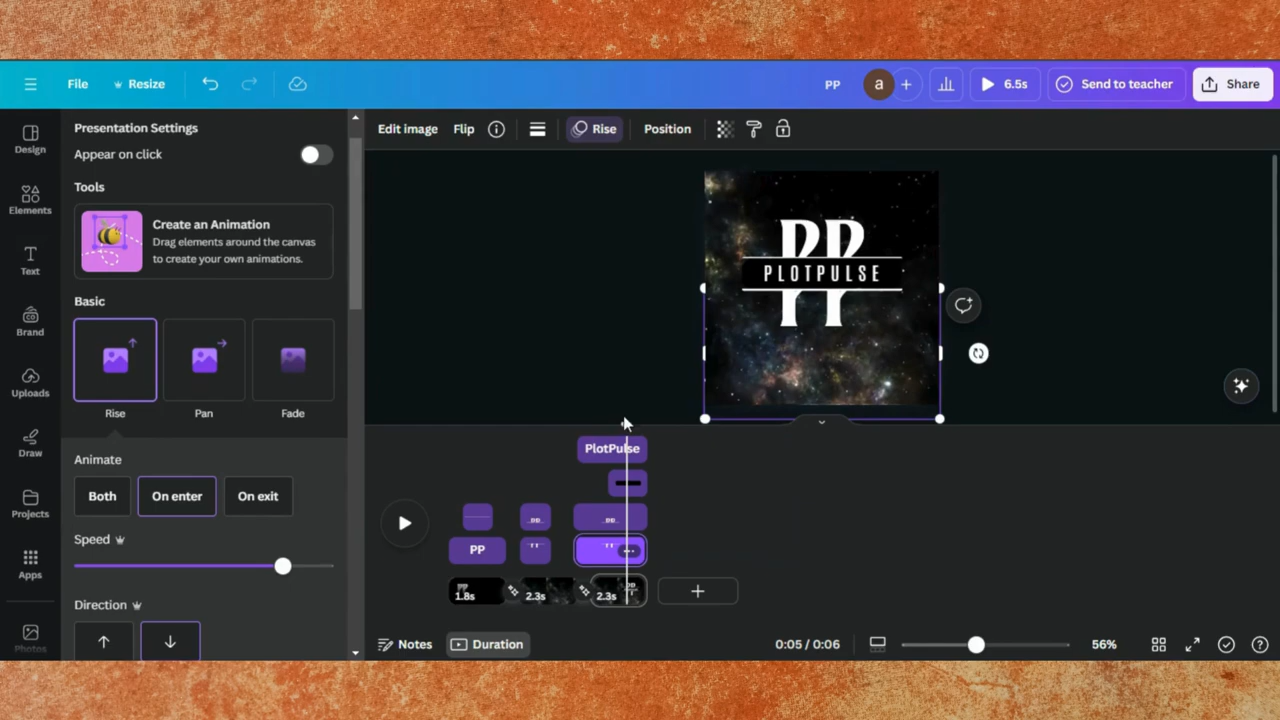 File
Resize
PP
a
6.5s
Send to teacher
Share
Design
Elements
Text
Brand
Uploads
Draw
Projects
Apps
Photos
Presentation Settings
Appear on click
Tools
Create an Animation
Drag elements around the canvas
to create your own animations.
Basic
Rise
Pan
Fade
Animate
Both
On enter
On exit
Speed
Direction
Edit image
Flip
Rise
Position
PP
PLOTPULSE
PlotPulse
PP
1.8s
2.3s
2.3s
Notes
Duration
0:05 / 0:06
56%